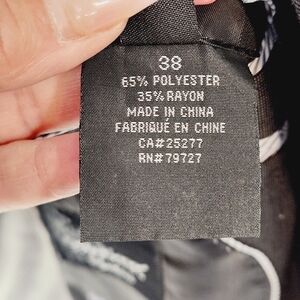 38
65% POLYESTER
35% RAYON
MADE IN CHINA
FABRIQUÉ EN CHINE
CA#25277
RN#79727